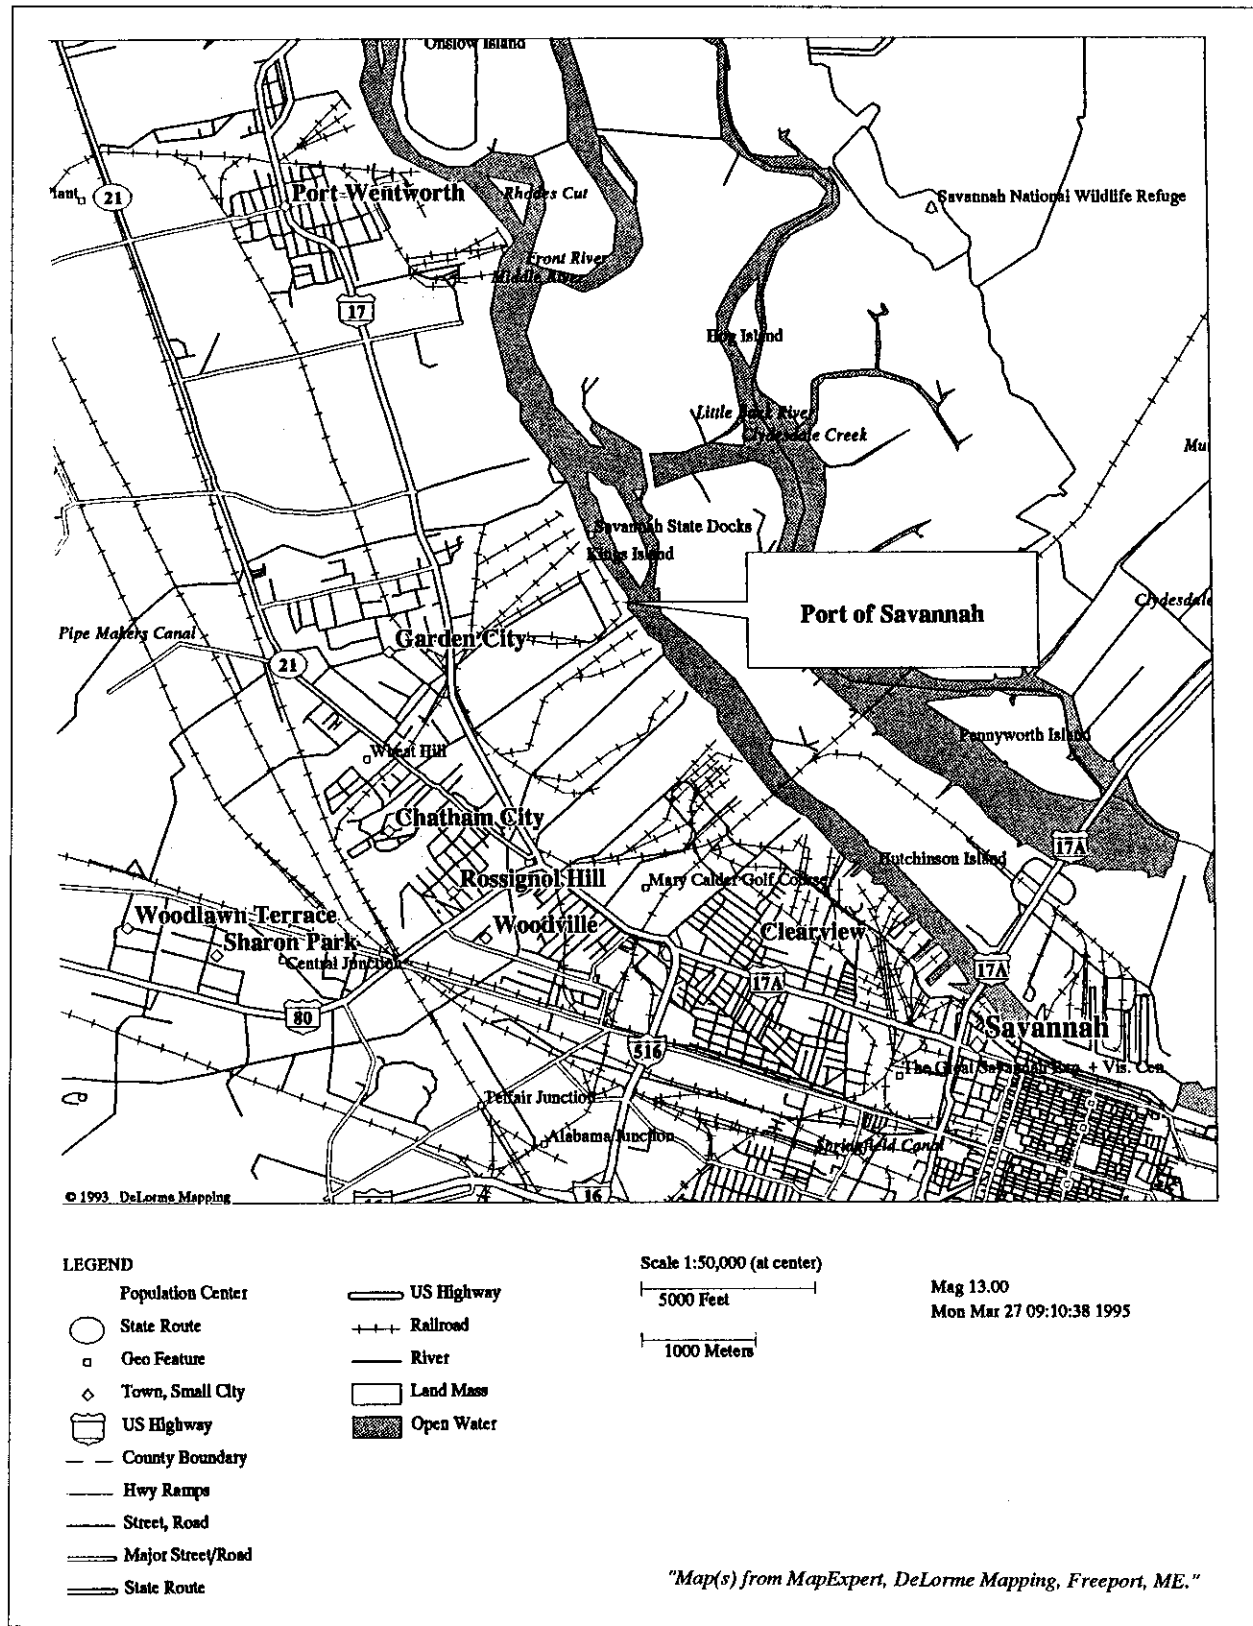 Onslow Island
Port Wentworth
Rhodes Cut
Savannah National Wildlife Refuge
21
Front River
Middle River
17
Hog Island
Little Back River
Clydesdale Creek
Savannah State Docks
Kings Island
Port of Savannah
Pipe Makers Canal
Garden City
21
Wheat Hill
Pennyworth Island
Chatham City
17A
Hutchinson Island
Rossignol Hill
Mary Calder Golf Course
Woodlawn Terrace
Woodville
Clearview
Sharon Park
Central Junction
17A
17A
80
Savannah
516
Telfair Junction
Alabama Junction
Springfield Canal
16
© 1993 DeLorme Mapping
LEGEND
Population Center
State Route
Geo Feature
Town, Small City
US Highway
County Boundary
Hwy Ramps
Street, Road
Major Street/Road
State Route
US Highway
Railroad
River
Land Mass
Open Water
Scale 1:50,000 (at center)
5000 Feet
1000 Meters
Mag 13.00
Mon Mar 27 09:10:38 1995
"Map(s) from MapExpert, DeLorme Mapping, Freeport, ME."